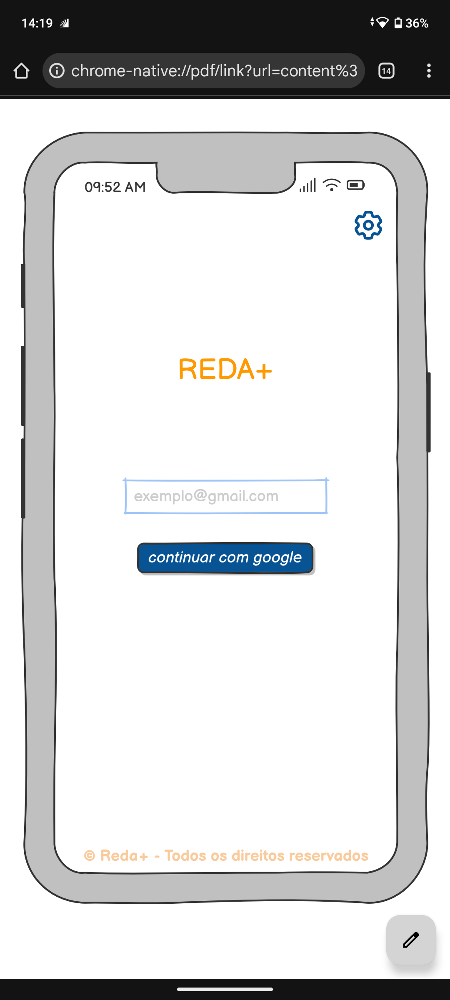 14:19
36%
chrome-native://pdf/link?url=content%3
14
09:52 AM
REDA+
exemplo@gmail.com
continuar com google
© Reda+ - Todos os direitos reservados